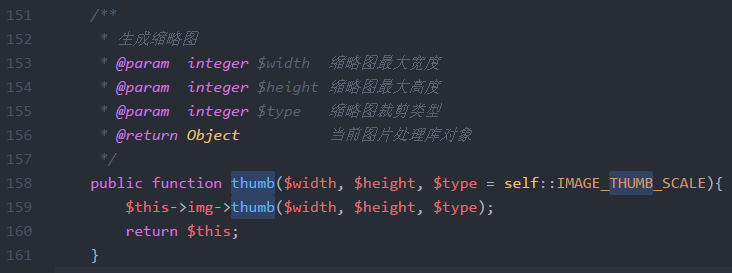 151 /**
152 * 生成缩略图
153 * @param  integer $width  缩略图最大宽度
154 * @param  integer $height 缩略图最大高度
155 * @param  integer $type   缩略图裁剪类型
156 * @return Object          当前图片处理库对象
157 */
158 public function thumb($width, $height, $type = self::IMAGE_THUMB_SCALE){
159 $this->img->thumb($width, $height, $type);
160 return $this;
161 }